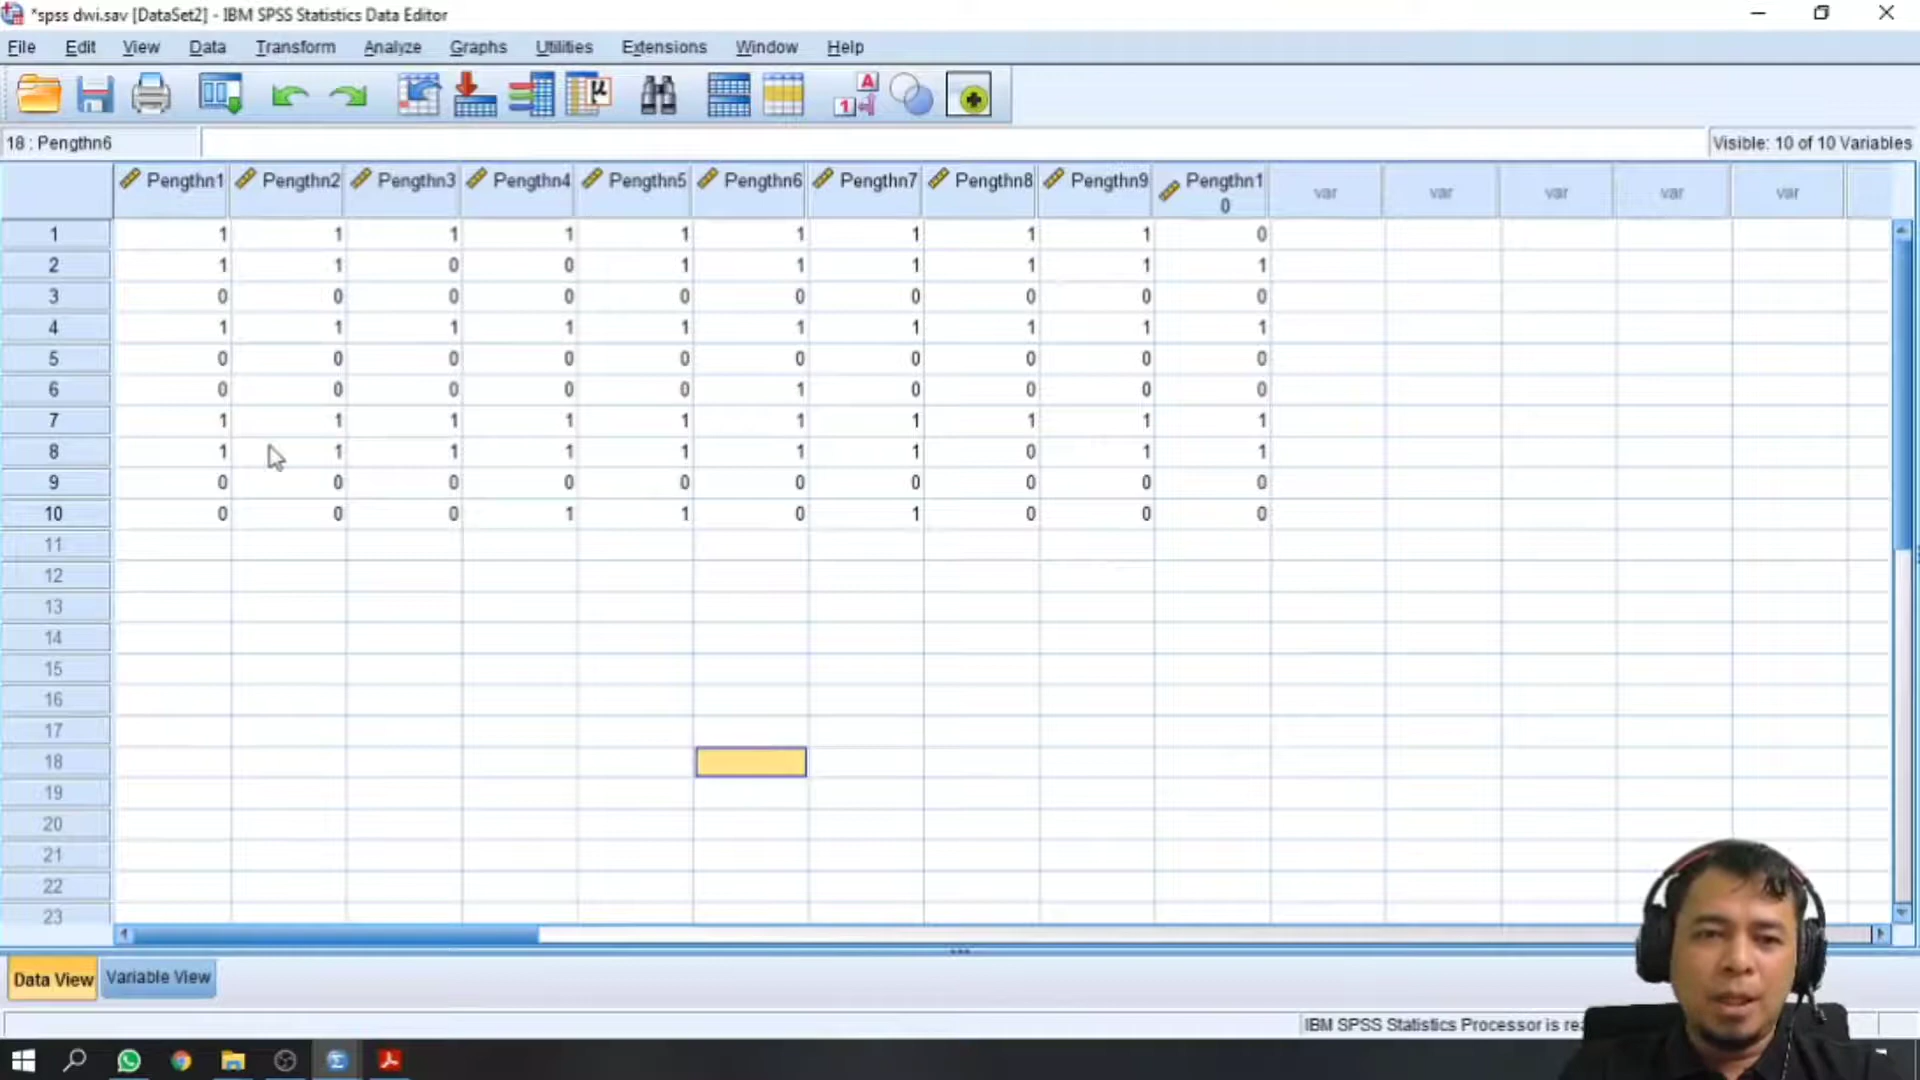 *spss dwi.sav [DataSet2] - IBM SPSS Statistics Data Editor
File Edit View Data Transform Analyze Graphs Utilities Extensions Window Help
18 : Pengthn6
Visible: 10 of 10 Variables
Pengthn1 Pengthn2 Pengthn3 Pengthn4 Pengthn5 Pengthn6 Pengthn7 Pengthn8 Pengthn9 Pengthn1 var var var var var
0
1 1 1 1 1 1 1 1 1 1 0
2 1 1 0 0 1 1 1 1 1 1
3 0 0 0 0 0 0 0 0 0 0
4 1 1 1 1 1 1 1 1 1 1
5 0 0 0 0 0 0 0 0 0 0
6 0 0 0 0 0 1 0 0 0 0
7 1 1 1 1 1 1 1 1 1 1
8 1 1 1 1 1 1 1 0 1 1
9 0 0 0 0 0 0 0 0 0 0
10 0 0 0 1 1 0 1 0 0 0
11
12
13
14
15
16
17
18
19
20
21
22
23
Data View Variable View
IBM SPSS Statistics Processor is